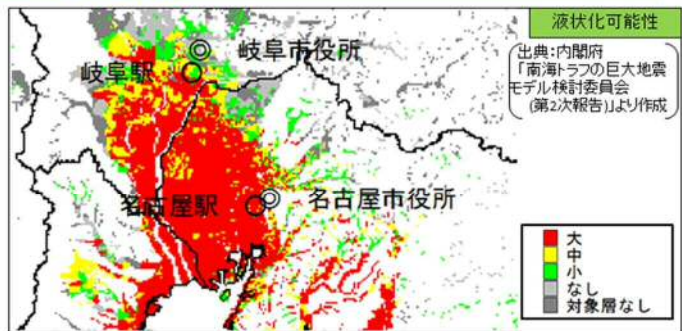 液状化可能性
出典:内閣府
「南海トラフの巨大地震
モデル検討委員会
(第2次報告)」より作成
岐阜市役所
岐阜駅
名古屋駅
名古屋市役所
大
中
小
なし
対象層なし